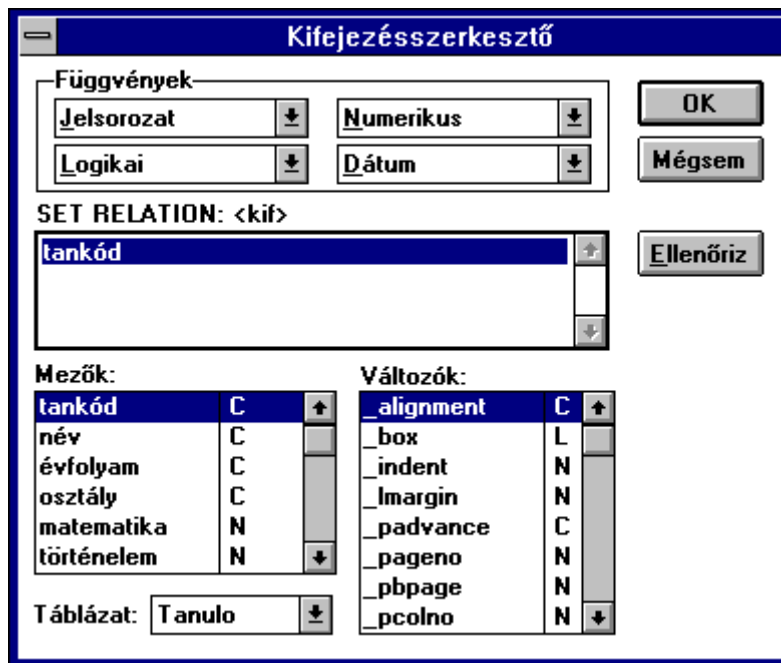 Kifejezésszerkesztő
Függvények
Jelsorozat Numerikus
Logikai Dátum
OK
Mégsem
SET RELATION: <kif>
tankód
Ellenőriz
Mezők:
tankód C
név C
évfolyam C
osztály C
matematika N
történelem N
Táblázat: Tanulo
Változók:
_alignment C
_box L
_indent N
_lmargin N
_padvance C
_pageno N
_pbpage N
_pcolno N